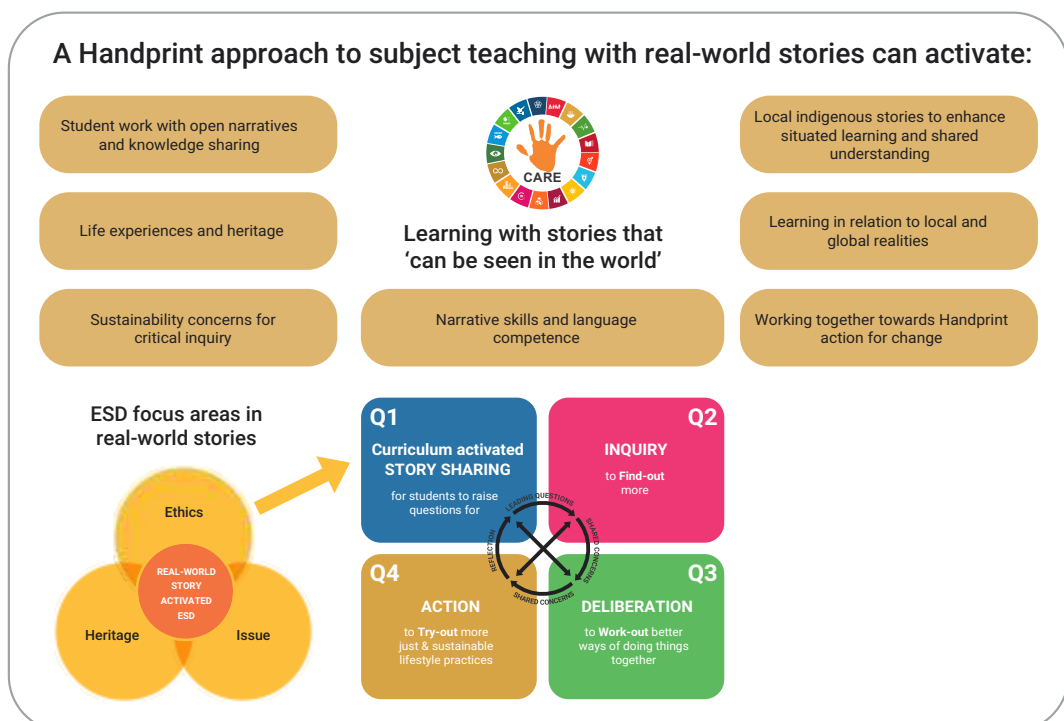 A Handprint approach to subject teaching with real-world stories can activate:
Student work with open narratives
and knowledge sharing
Life experiences and heritage
Sustainability concerns for
critical inquiry
CARE
Learning with stories that
‘can be seen in the world’
Narrative skills and language
competence
Local indigenous stories to enhance
situated learning and shared
understanding
Learning in relation to local and
global realities
Working together towards Handprint
action for change
ESD focus areas in
real-world stories
Ethics
REAL-WORLD
STORY
ACTIVATED
ESD
Heritage
Issue
Q1
Curriculum activated
STORY SHARING
for students to raise
questions for
Q2
INQUIRY
to Find-out
more
LEADING QUESTIONS
SHARED CONCERNS
SHARED CONCERNS
REFLECTION
Q4
ACTION
to Try-out more
just & sustainable
lifestyle practices
Q3
DELIBERATION
to Work-out better
ways of doing things
together